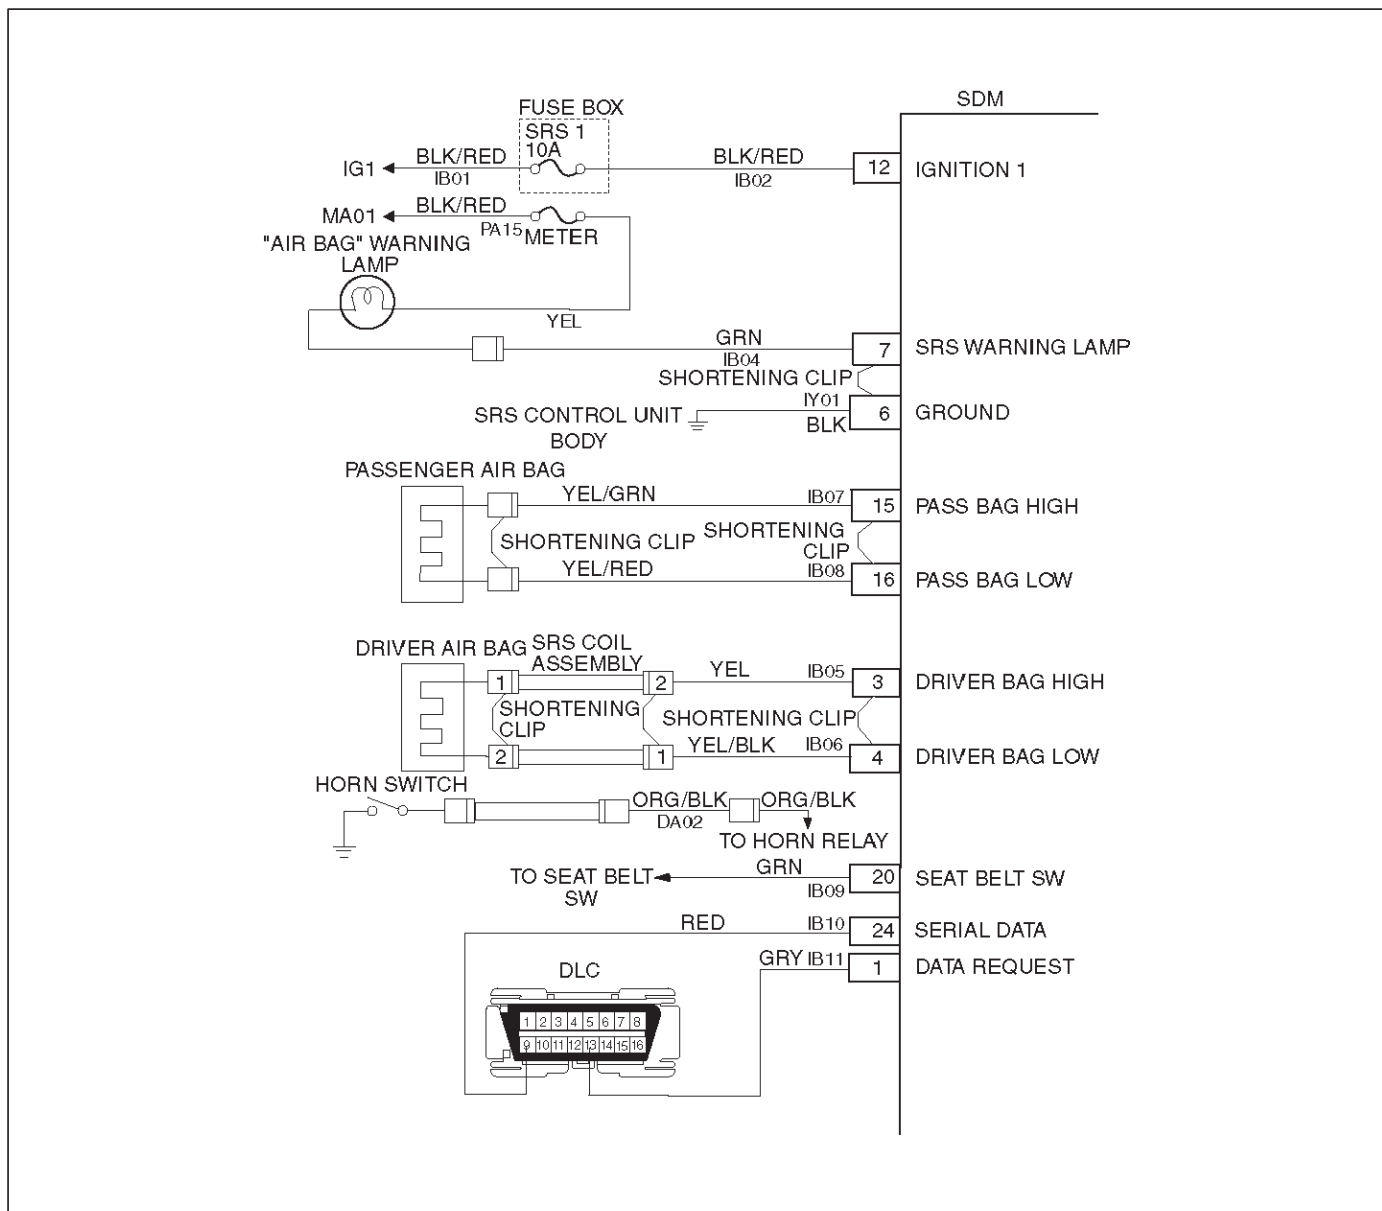 SDM
FUSE BOX
SRS 1
10A
IG1
BLK/RED
IB01
BLK/RED
IB02
12
IGNITION 1
MA01
BLK/RED
PA15
METER
"AIR BAG" WARNING
LAMP
YEL
GRN
IB04
7
SRS WARNING LAMP
SHORTENING CLIP
SRS CONTROL UNIT
BODY
IY01
BLK
6
GROUND
PASSENGER AIR BAG
YEL/GRN
IB07
15
PASS BAG HIGH
SHORTENING CLIP
SHORTENING
CLIP
YEL/RED
IB08
16
PASS BAG LOW
DRIVER AIR BAG
SRS COIL
ASSEMBLY
1
2
YEL
IB05
3
DRIVER BAG HIGH
SHORTENING
CLIP
SHORTENING CLIP
2
1
YEL/BLK
IB06
4
DRIVER BAG LOW
HORN SWITCH
ORG/BLK
DA02
ORG/BLK
TO HORN RELAY
TO SEAT BELT
SW
GRN
IB09
20
SEAT BELT SW
RED
IB10
24
SERIAL DATA
GRY
IB11
1
DATA REQUEST
DLC
1 2 3 4 5 6 7 8
9 10 11 12 13 14 15 16